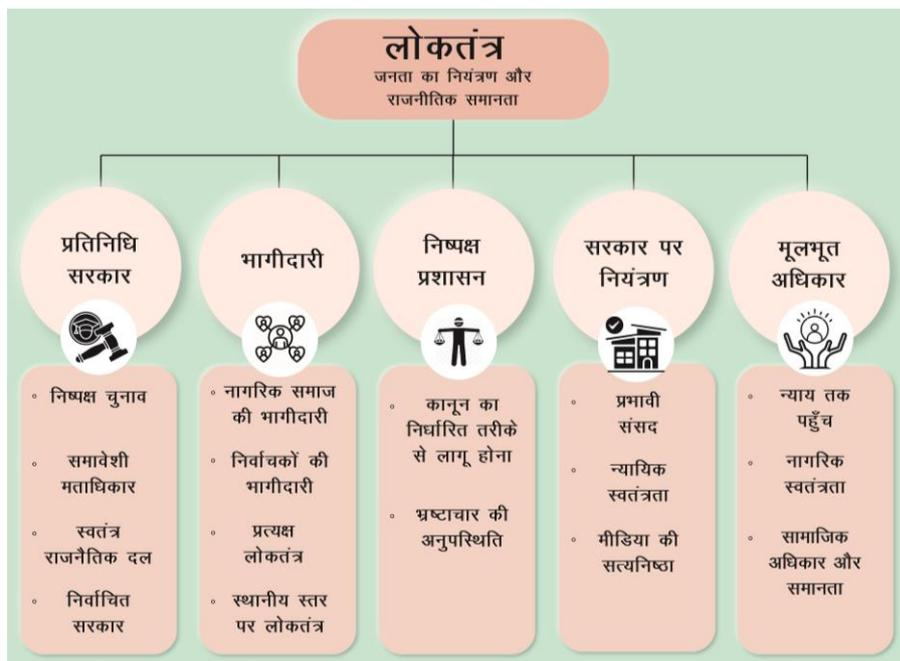 लोकतंत्र
जनता का नियंत्रण और
राजनीतिक समानता
प्रतिनिधि
सरकार
◦ निष्पक्ष चुनाव
◦ समावेशी
मताधिकार
◦ स्वतंत्र
राजनैतिक दल
◦ निर्वाचित
सरकार
भागीदारी
◦ नागरिक समाज
की भागीदारी
◦ निर्वाचकों की
भागीदारी
◦ प्रत्यक्ष
लोकतंत्र
◦ स्थानीय स्तर
पर लोकतंत्र
निष्पक्ष
प्रशासन
◦ कानून का
निर्धारित तरीके
से लागू होना
◦ भ्रष्टाचार की
अनुपस्थिति
सरकार पर
नियंत्रण
◦ प्रभावी
संसद
◦ न्यायिक
स्वतंत्रता
◦ मीडिया की
सत्यनिष्ठा
मूलभूत
अधिकार
◦ न्याय तक
पहुँच
◦ नागरिक
स्वतंत्रता
◦ सामाजिक
अधिकार और
समानता